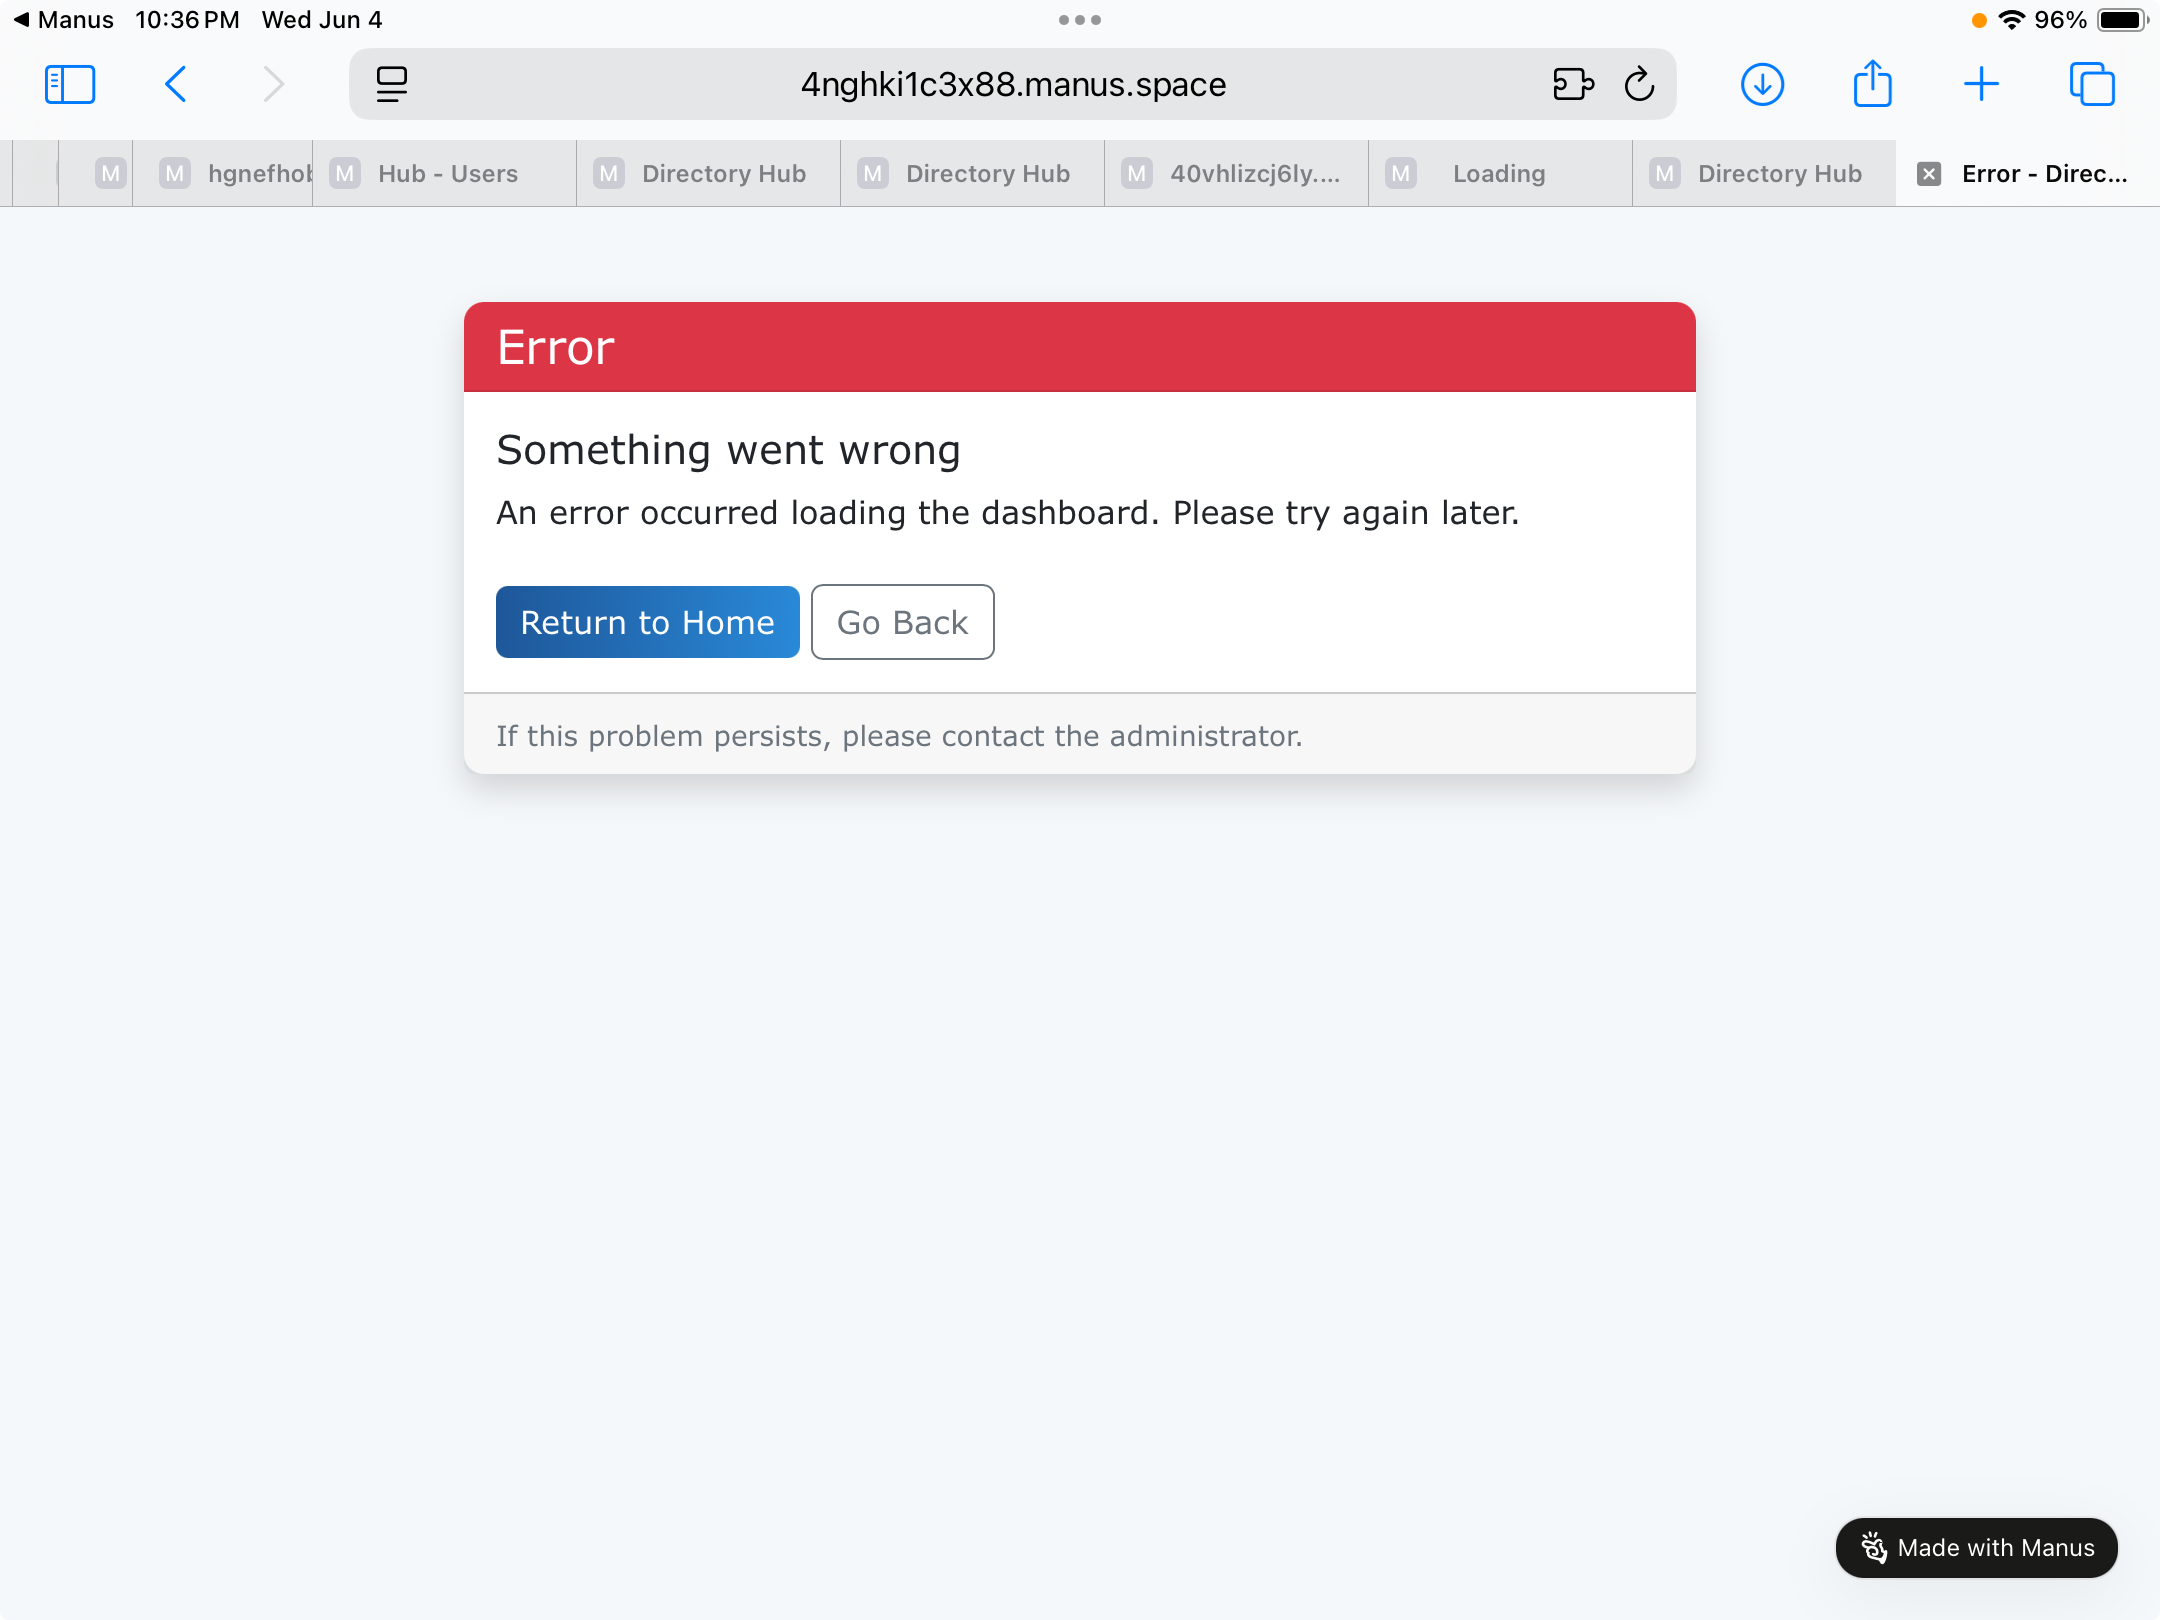 ◀ Manus 10:36 PM Wed Jun 4 96%
4nghki1c3x88.manus.space
M M hgnefhob M Hub - Users M Directory Hub M Directory Hub M 40vhlizcj6ly.... M Loading M Directory Hub Error - Direc...
Error
Something went wrong
An error occurred loading the dashboard. Please try again later.
Return to Home Go Back
If this problem persists, please contact the administrator.
Made with Manus